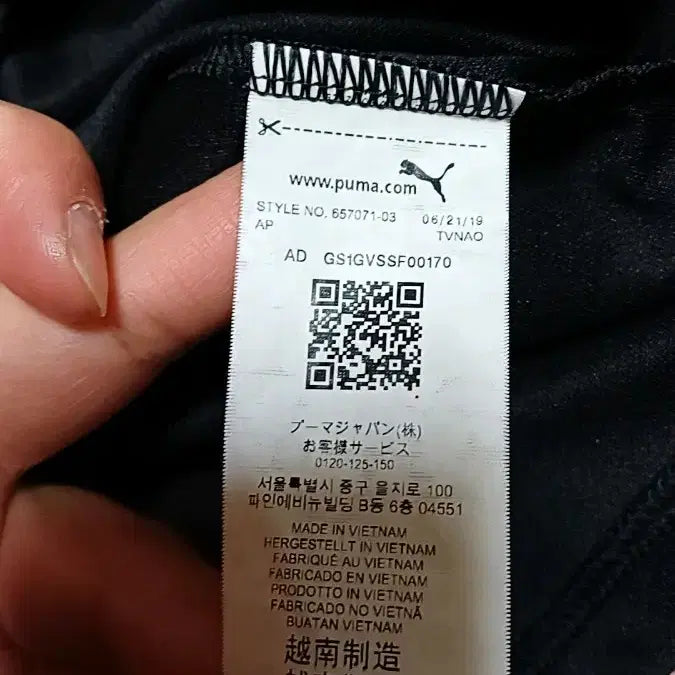 www.puma.com
STYLE NO. 657071-03 06/21/19
AP TVNAO
AD GS1GVSSF00170
プーマジャパン(株)
お客様サービス
0120-125-150
서울특별시 중구 을지로 100
파인에비뉴빌딩 B동 6층 04551
MADE IN VIETNAM
HERGESTELLT IN VIETNAM
FABRIQUÉ AU VIETNAM
FABRICADO EN VIETNAM
PRODOTTO IN VIETNAM
FABRICADO NO VIETNÃ
BUATAN VIETNAM
越南制造